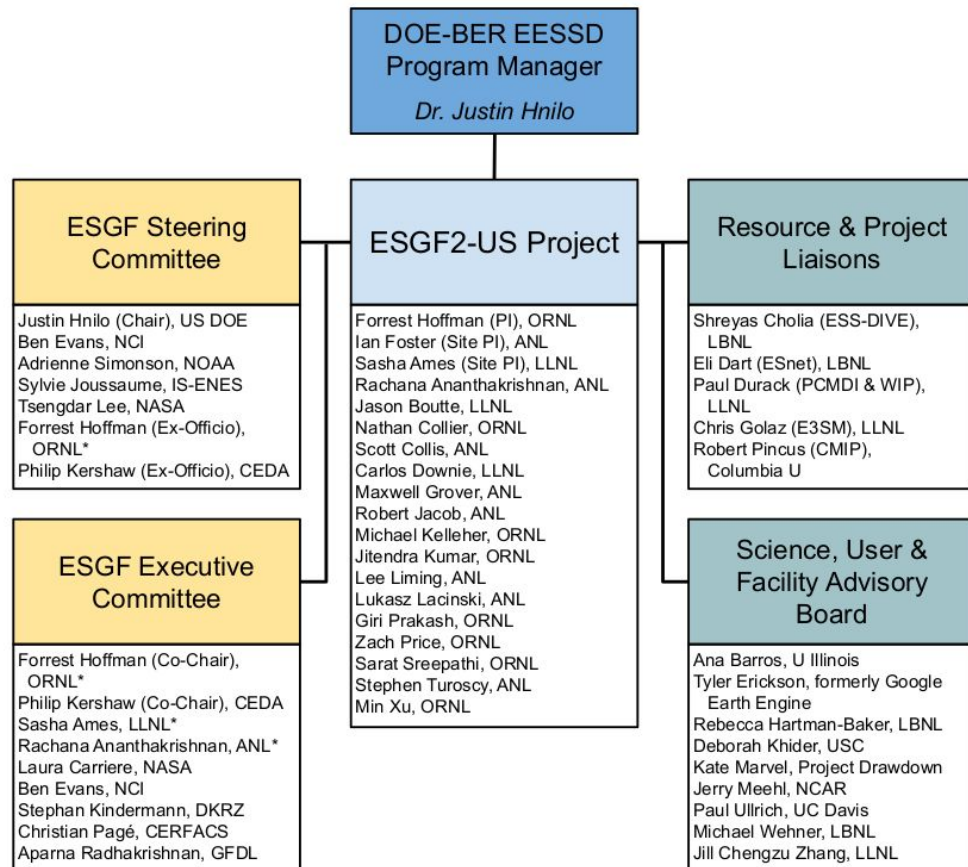 DOE-BER EESSD
Program Manager
Dr. Justin Hnilo
ESGF Steering
Committee
Justin Hnilo (Chair), US DOE
Ben Evans, NCI
Adrienne Simonson, NOAA
Sylvie Joussaume, IS-ENES
Tsengdar Lee, NASA
Forrest Hoffman (Ex-Officio),
ORNL*
Philip Kershaw (Ex-Officio), CEDA
ESGF Executive
Committee
Forrest Hoffman (Co-Chair),
ORNL*
Philip Kershaw (Co-Chair), CEDA
Sasha Ames, LLNL*
Rachana Ananthakrishnan, ANL*
Laura Carriere, NASA
Ben Evans, NCI
Stephan Kindermann, DKRZ
Christian Pagé, CERFACS
Aparna Radhakrishnan, GFDL
ESGF2-US Project
Forrest Hoffman (PI), ORNL
Ian Foster (Site PI), ANL
Sasha Ames (Site PI), LLNL
Rachana Ananthakrishnan, ANL
Jason Boutte, LLNL
Nathan Collier, ORNL
Scott Collis, ANL
Carlos Downie, LLNL
Maxwell Grover, ANL
Robert Jacob, ANL
Michael Kelleher, ORNL
Jitendra Kumar, ORNL
Lee Liming, ANL
Lukasz Lacinski, ANL
Giri Prakash, ORNL
Zach Price, ORNL
Sarat Sreepathi, ORNL
Stephen Turoscy, ANL
Min Xu, ORNL
Resource & Project
Liaisons
Shreyas Cholia (ESS-DIVE),
LBNL
Eli Dart (ESnet), LBNL
Paul Durack (PCMDI & WIP),
LLNL
Chris Golaz (E3SM), LLNL
Robert Pincus (CMIP),
Columbia U
Science, User &
Facility Advisory
Board
Ana Barros, U Illinois
Tyler Erickson, formerly Google
Earth Engine
Rebecca Hartman-Baker, LBNL
Deborah Khider, USC
Kate Marvel, Project Drawdown
Jerry Meehl, NCAR
Paul Ullrich, UC Davis
Michael Wehner, LBNL
Jill Chengzu Zhang, LLNL